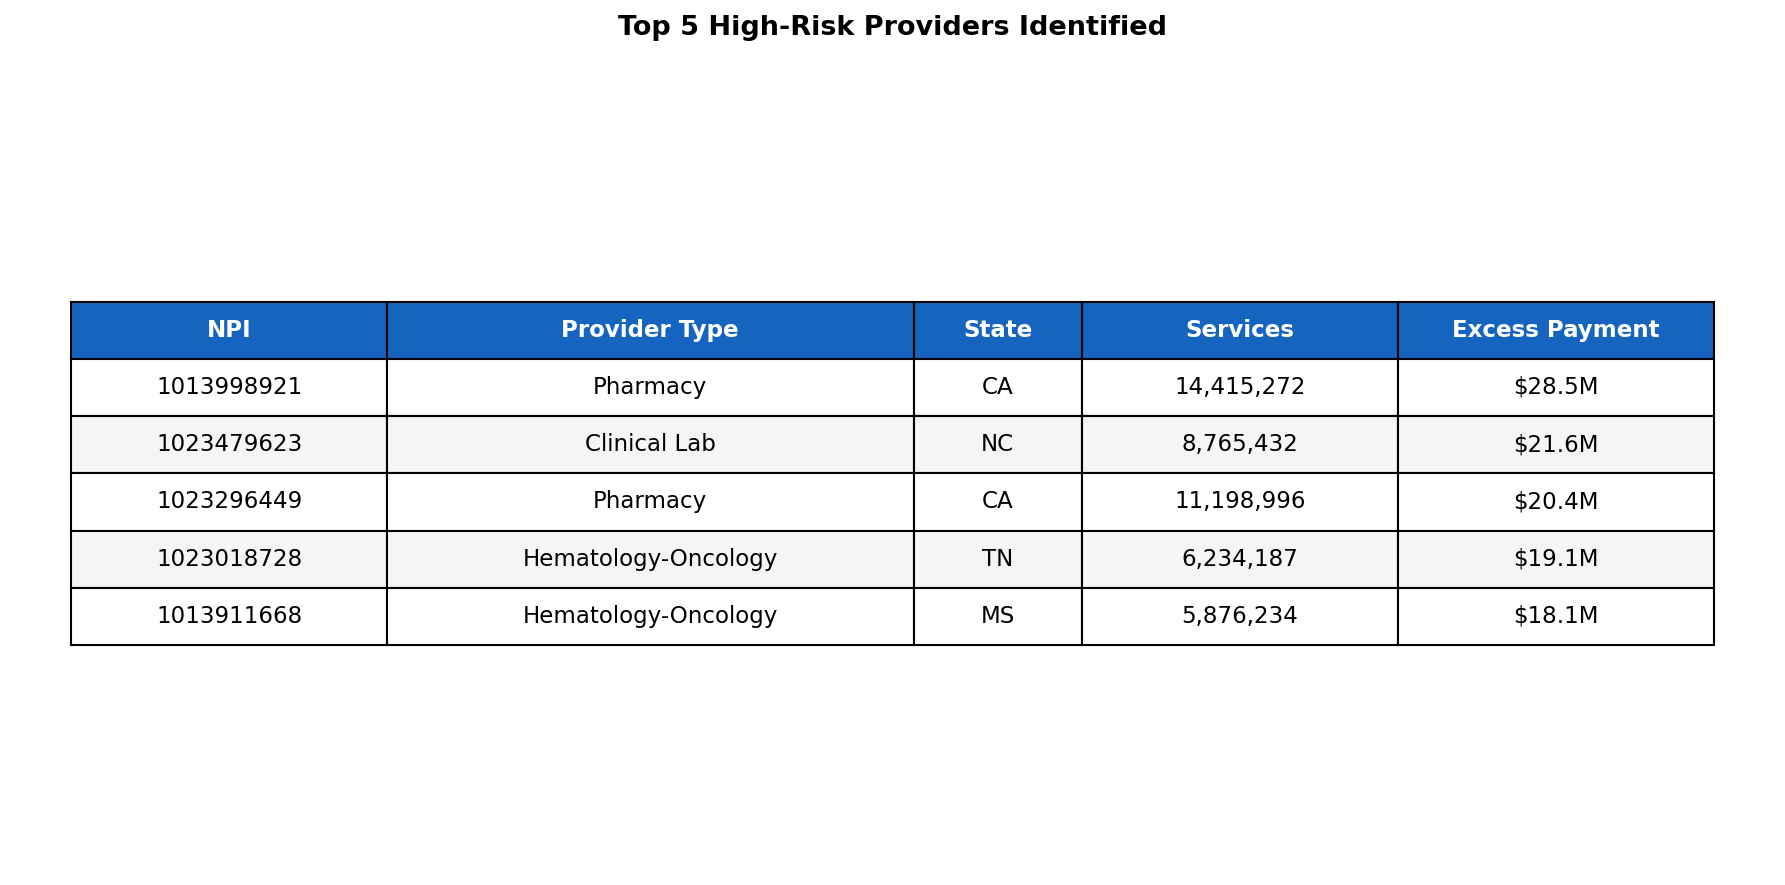 Top 5 High-Risk Providers Identified
NPI Provider Type State Services Excess Payment
1013998921 Pharmacy CA 14,415,272 $28.5M
1023479623 Clinical Lab NC 8,765,432 $21.6M
1023296449 Pharmacy CA 11,198,996 $20.4M
1023018728 Hematology-Oncology TN 6,234,187 $19.1M
1013911668 Hematology-Oncology MS 5,876,234 $18.1M